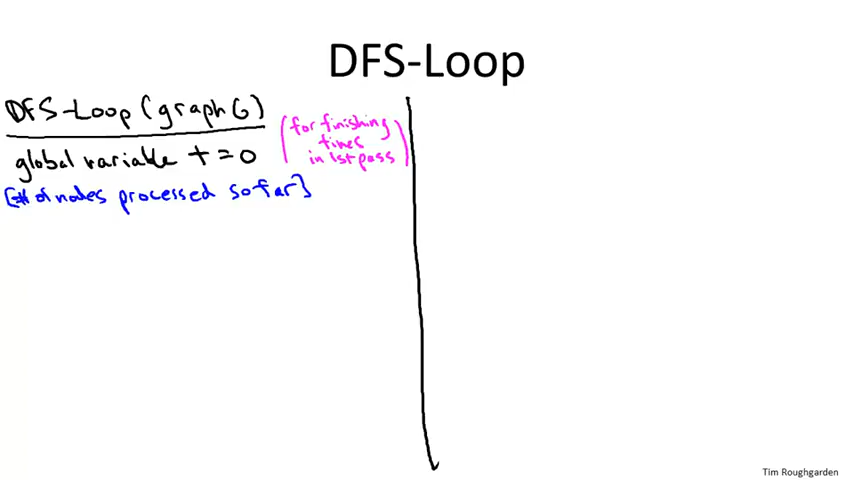 DFS-Loop
DFS-Loop (graph G)
global variable t = 0
(for finishing
times
in 1st pass)
[# of nodes processed so far]
Tim Roughgarden